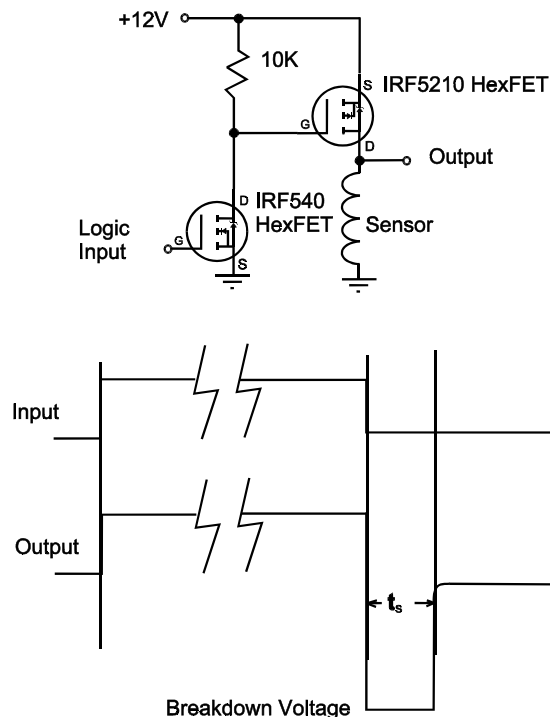 +12V
10K
S
IRF5210 HexFET
G
D
Output
D
IRF540
HexFET
Logic
Input
G
S
Sensor
Input
Output
ts
Breakdown Voltage